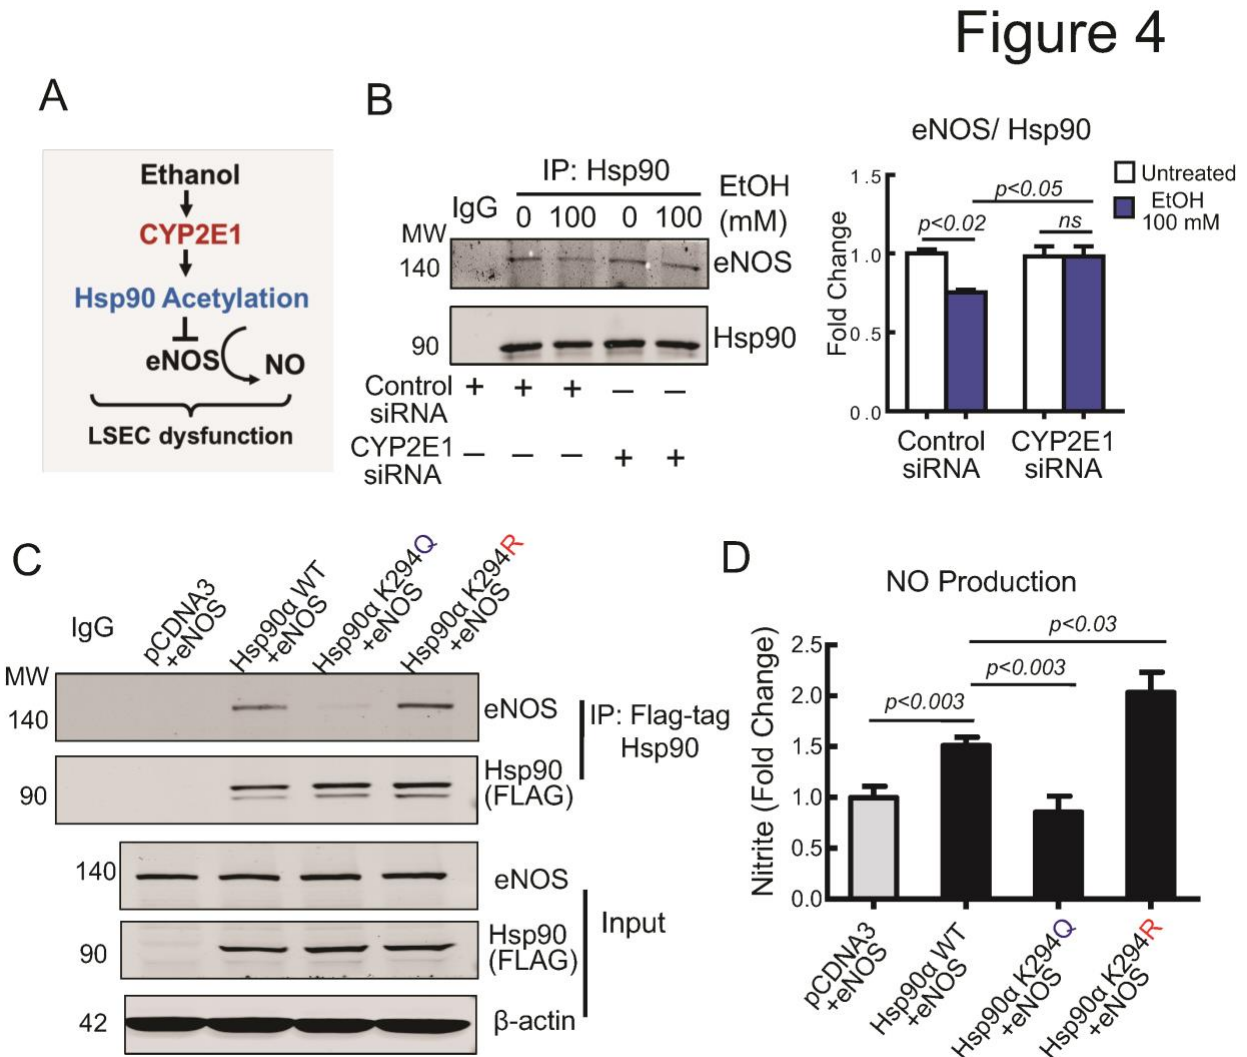 Figure 4
A
Ethanol
CYP2E1
Hsp90 Acetylation
eNOS
NO
LSEC dysfunction
B
IP: Hsp90
EtOH
(mM)
IgG
0
100
0
100
MW
140
eNOS
90
Hsp90
Control
siRNA
+ + + – –
CYP2E1
siRNA
– – – + +
eNOS/ Hsp90
Untreated
EtOH
100 mM
Fold Change
1.5
1.0
0.5
0.0
p<0.02
p<0.05
ns
Control
siRNA
CYP2E1
siRNA
C
IgG
pCDNA3
+eNOS
Hsp90α WT
+eNOS
Hsp90α K294Q
+eNOS
Hsp90α K294R
+eNOS
MW
140
eNOS
90
Hsp90
(FLAG)
IP: Flag-tag
Hsp90
140
eNOS
90
Hsp90
(FLAG)
42
β-actin
Input
D
NO Production
Nitrite (Fold Change)
2.5
2.0
1.5
1.0
0.5
0.0
p<0.003
p<0.003
p<0.03
pCDNA3
+eNOS
Hsp90α WT
+eNOS
Hsp90α K294Q
+eNOS
Hsp90α K294R
+eNOS